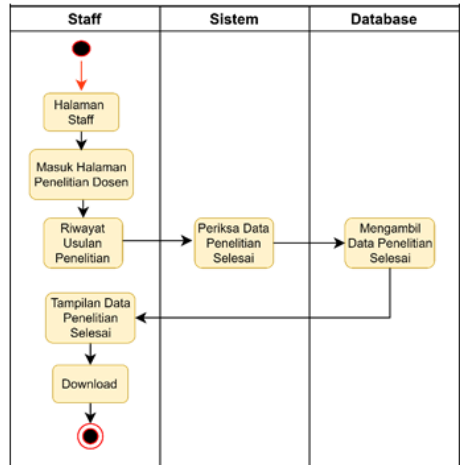 Staff
Sistem
Database
Halaman
Staff
Masuk Halaman
Penelitian Dosen
Riwayat
Usulan
Penelitian
Periksa Data
Penelitian
Selesai
Mengambil
Data Penelitian
Selesai
Tampilan Data
Penelitian
Selesai
Download